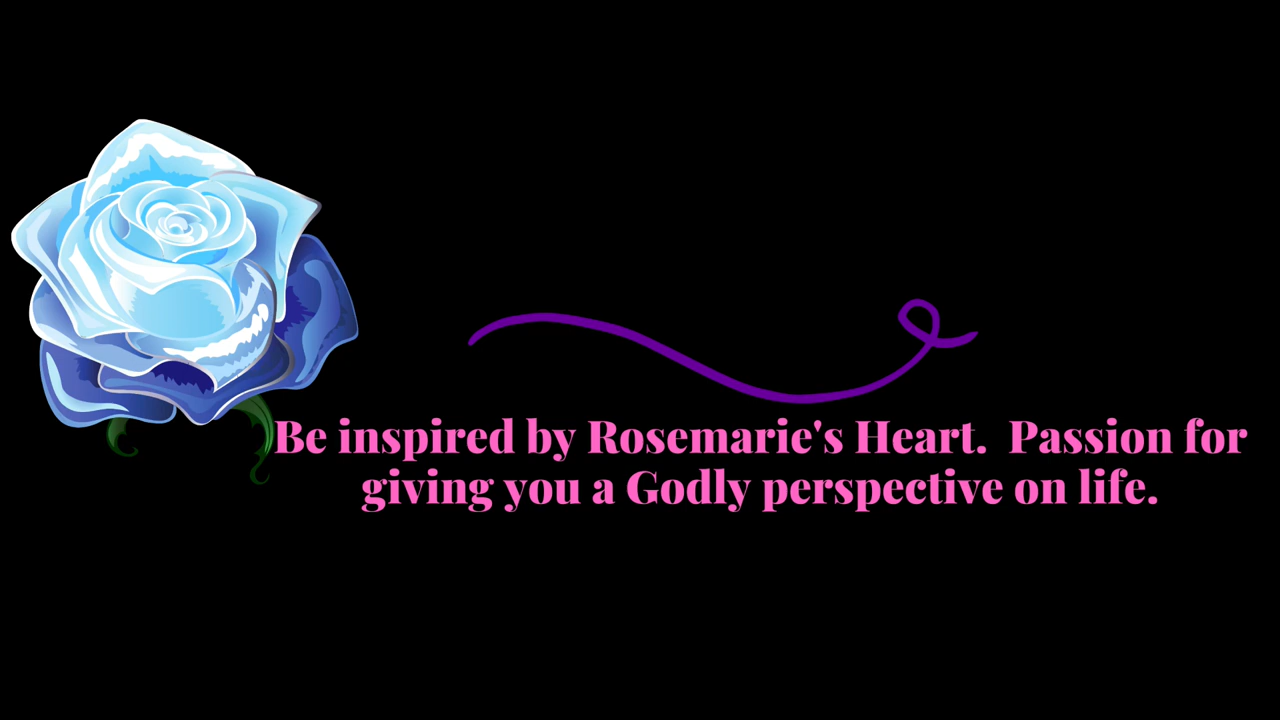 Be inspired by Rosemarie's Heart.  Passion for
giving you a Godly perspective on life.